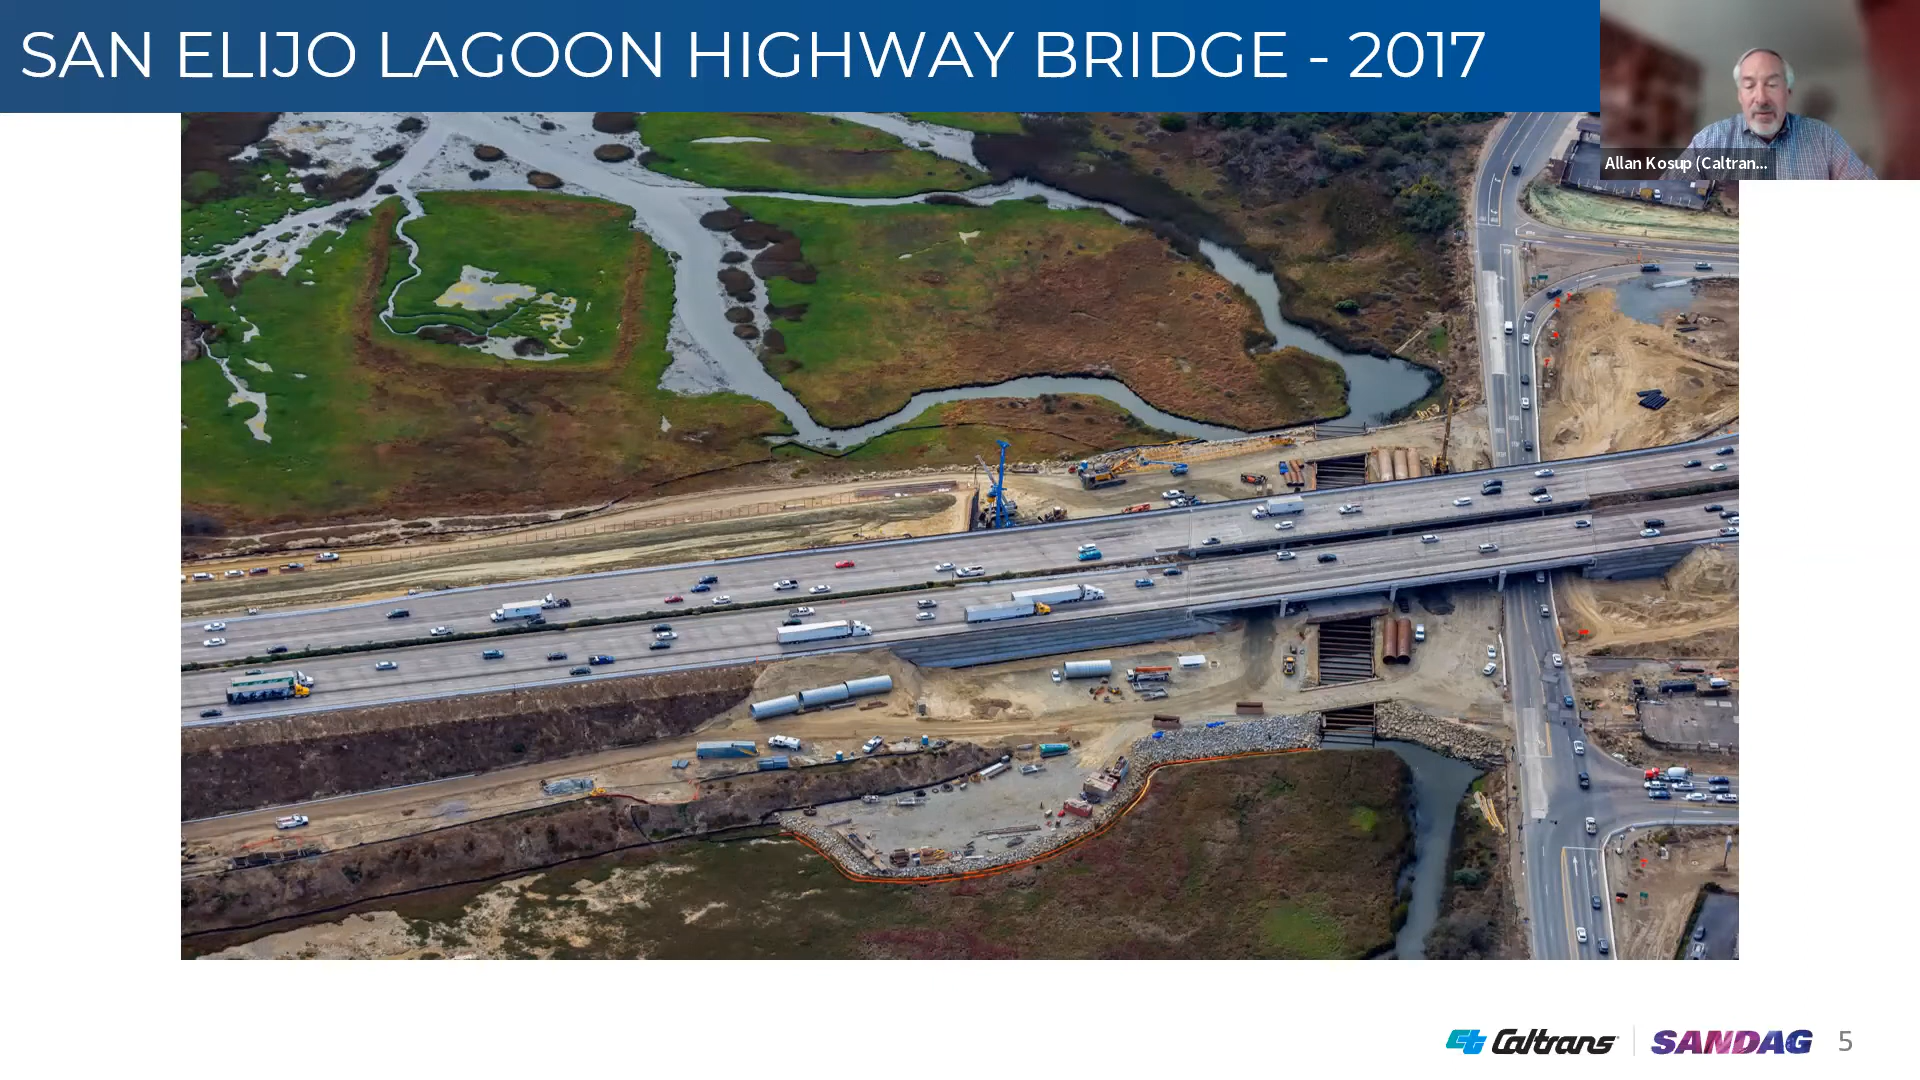 SAN ELIJO LAGOON HIGHWAY BRIDGE - 2017
Allan Kosup (Caltran...
Caltrans
SANDAG
5